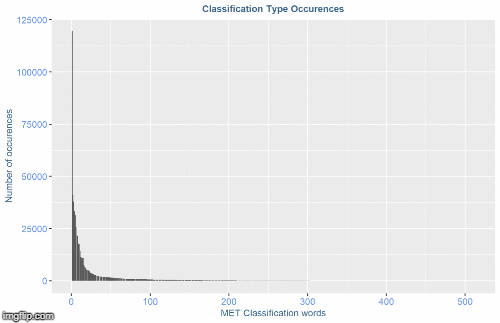 Classification Type Occurences
125000
100000
75000
50000
25000
0
Number of occurences
0 100 200 300 400 500
MET Classification words
imgflip.com